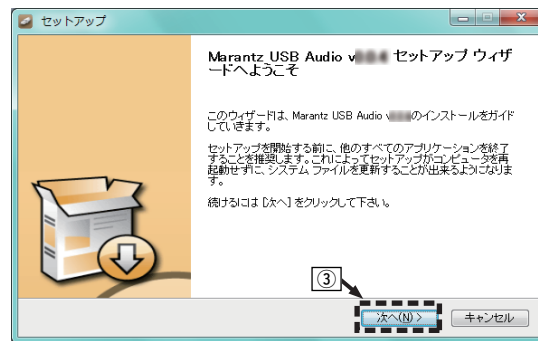 セットアップ
Marantz USB Audio v セットアップ ウィザ
ードへようこそ
このウィザードは、Marantz USB Audio v のインストールをガイド
していきます。
セットアップを開始する前に、他のすべてのアプリケーションを終了
することを推奨します。これによってセットアップがコンピュータを再
起動せずに、システム ファイルを更新することが出来るようになりま
す。
続けるには [次へ] をクリックして下さい。
③
次へ(N) >
キャンセル